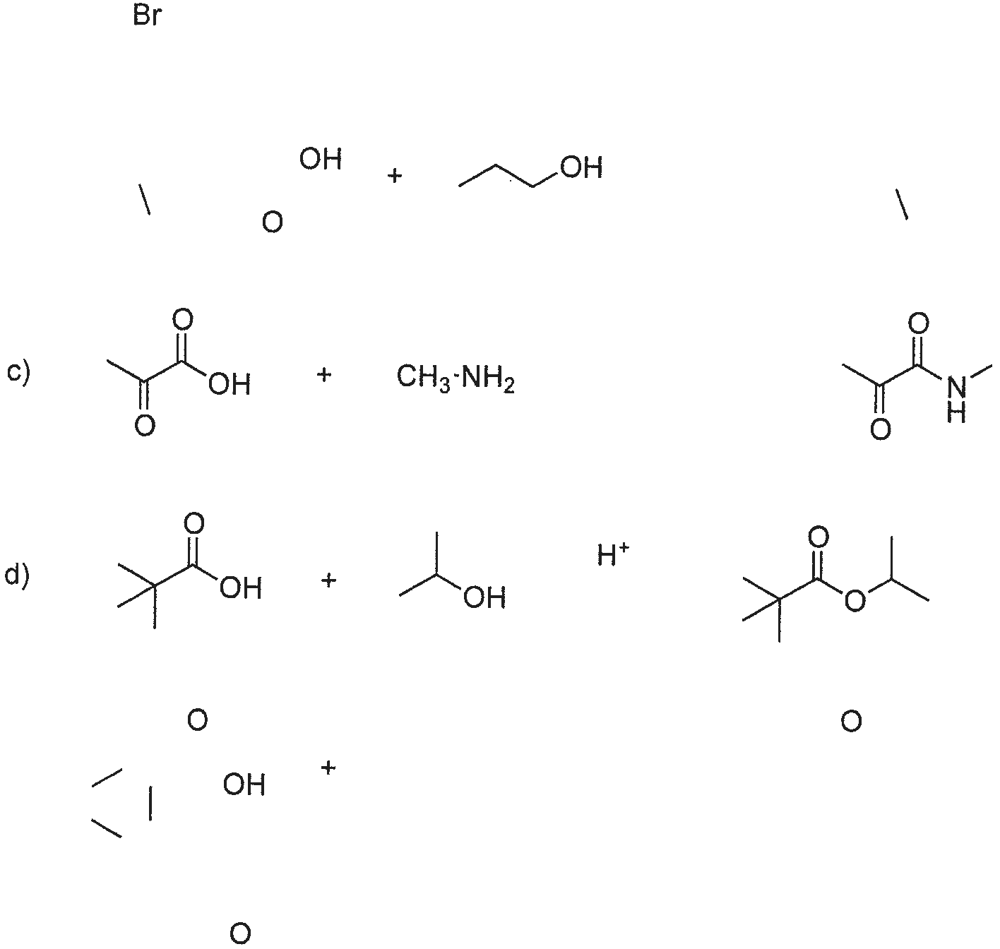 Br
OH + OH
O
O O
c) OH + CH3-NH2 N
H
O O
O O
d) OH + OH H+ O
O O
OH +
O